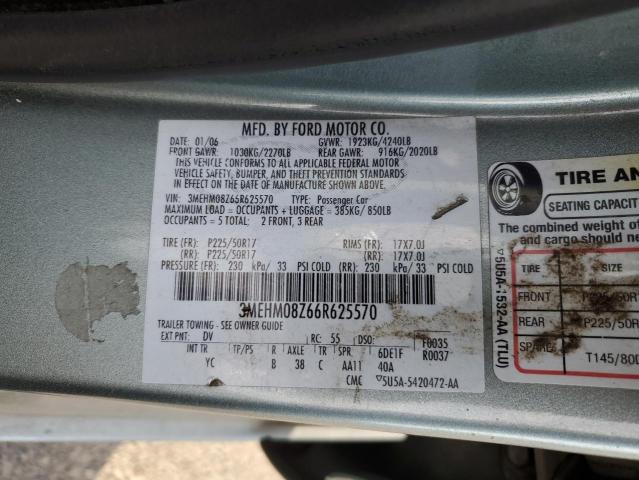 MFD. BY FORD MOTOR CO.
DATE: 01/06 GVWR: 1923KG/4240LB
FRONT GAWR: 1030KG/2270LB REAR GAWR: 916KG/2020LB
THIS VEHICLE CONFORMS TO ALL APPLICABLE FEDERAL MOTOR
VEHICLE SAFETY, BUMPER, AND THEFT PREVENTION STANDARDS
IN EFFECT ON THE DATE OF MANUFACTURE SHOWN ABOVE.
VIN: 3MEHM08Z66R625570 TYPE: Passenger Car
MAXIMUM LOAD = OCCUPANTS + LUGGAGE = 385KG/850LB
OCCUPANTS = 5 TOTAL: 2 FRONT, 3 REAR
TIRE (FR): P225/50R17 RIMS (FR): 17X7.0J
(RR): P225/50R17 (RR): 17X7.0J
PRESSURE (FR): 230 kPa/ 33 PSI COLD (RR): 230 kPa/ 33 PSI COLD
3MEHM08Z66R625570
TRAILER TOWING - SEE OWNER GUIDE
EXT PNT: DV RC: 55 DSO: F0035
R0037
INT TR TP/PS R AXLE TR SPR 6DE1F
YC B 38 C AA11 40A
CMC ▽5U5A-5420472-AA
▽5U5A-1532-AA (TLU)
TIRE AN
SEATING CAPACIT
The combined weight of
and cargo should ne
TIRE SIZE
FRONT P225/50R
REAR P225/50R
SPARE T145/80D